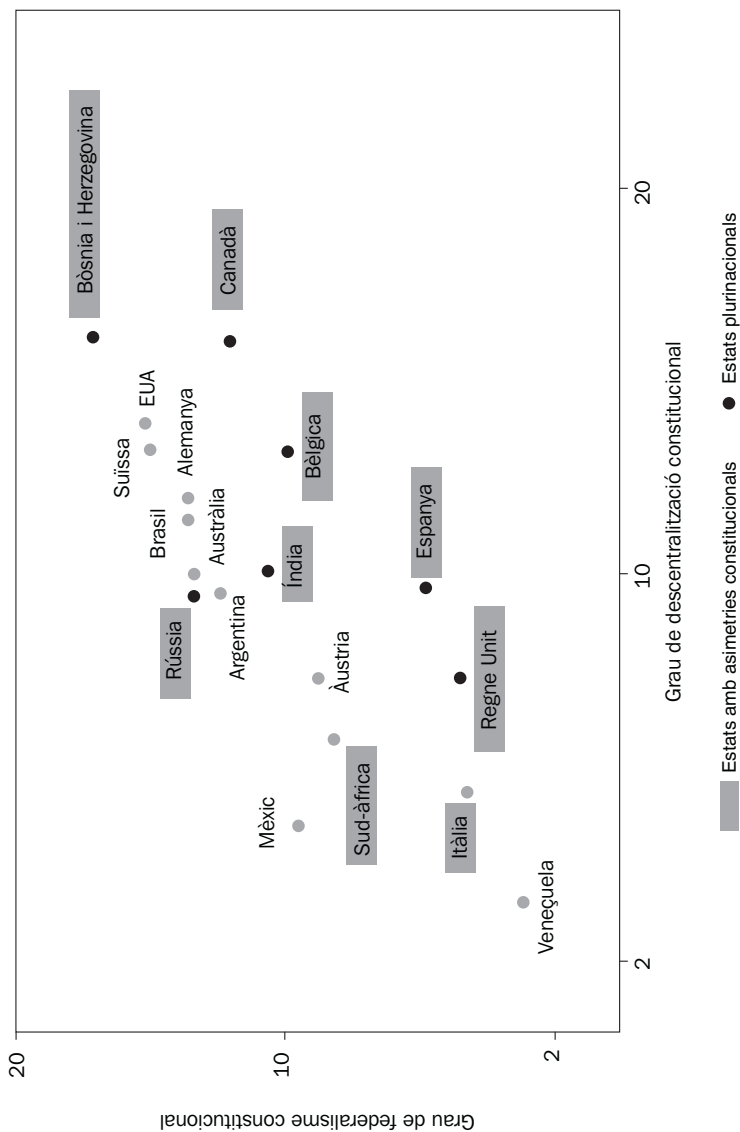 Grau de federalisme constitucional
20
10
2
Bòsnia i Herzegovina
EUA
Suïssa
Alemanya
Brasil
Austràlia
Rússia
Argentina
Canadà
Índia
Bèlgica
Mèxic
Àustria
Sud-àfrica
Espanya
Regne Unit
Itàlia
Veneçuela
2
10
20
Grau de descentralització constitucional
Estats amb asimetries constitucionals
Estats plurinacionals